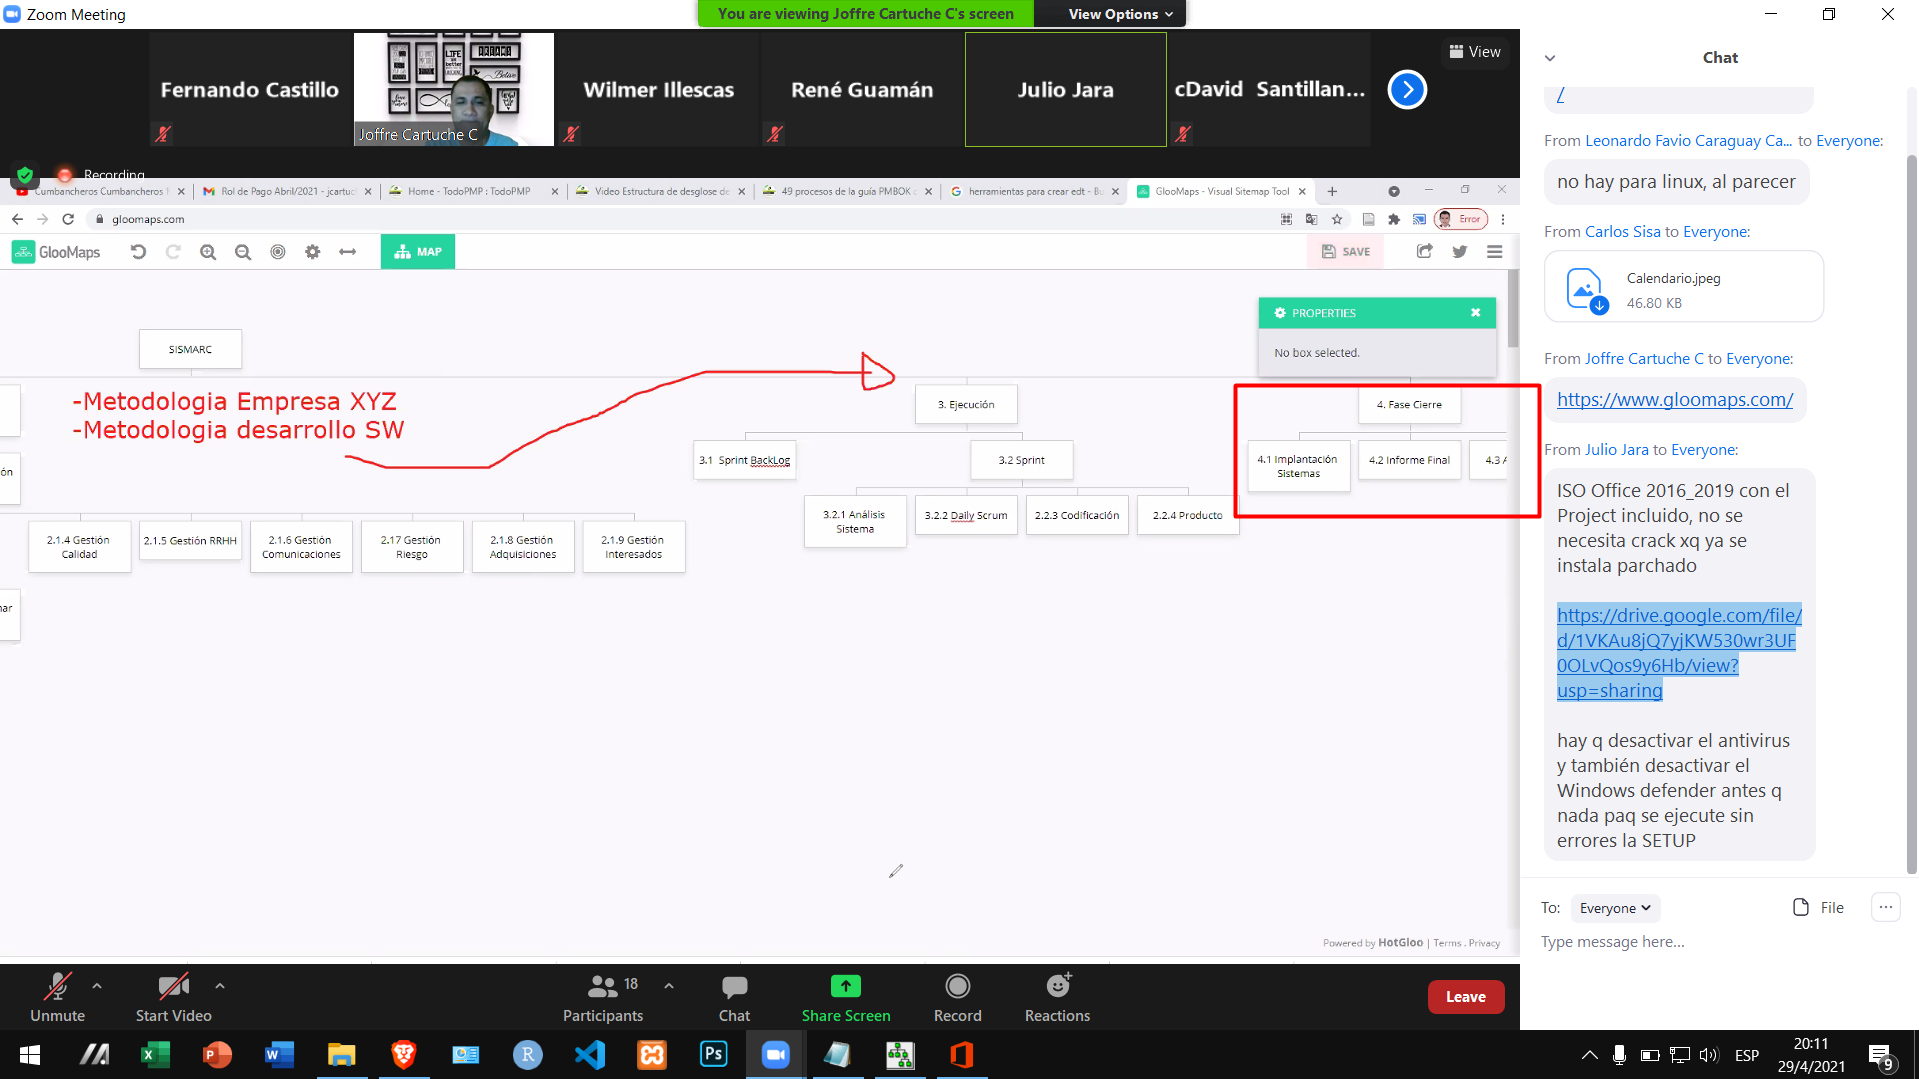 Zoom Meeting
You are viewing Joffre Cartuche C's screen
View Options
Fernando Castillo
Joffre Cartuche C
Wilmer Illescas
René Guamán
Julio Jara
cDavid Santillan...
View
Recording
Cumbancheros Cumbancheros
Rol de Pago Abril/2021 - jcartuch
Home - TodoPMP : TodoPMP
Video Estructura de desglose de
49 procesos de la guía PMBOK
herramientas para crear edt - Bu
GlooMaps - Visual Sitemap Tool
gloomaps.com
Error
GlooMaps
MAP
SAVE
PROPERTIES
No box selected.
SISMARC
-Metodologia Empresa XYZ
-Metodologia desarrollo SW
3. Ejecución
4. Fase Cierre
3.1 Sprint BackLog
3.2 Sprint
4.1 Implantación
Sistemas
4.2 Informe Final
4.3 A
ón
3.2.1 Análisis
Sistema
3.2.2 Daily Scrum
2.2.3 Codificación
2.2.4 Producto
2.1.4 Gestión
Calidad
2.1.5 Gestión RRHH
2.1.6 Gestión
Comunicaciones
2.17 Gestión
Riesgo
2.1.8 Gestión
Adquisiciones
2.1.9 Gestión
Interesados
nar
Powered by HotGloo | Terms . Privacy
Chat
/
From Leonardo Favio Caraguay Ca... to Everyone:
no hay para linux, al parecer
From Carlos Sisa to Everyone:
Calendario.jpeg
46.80 KB
From Joffre Cartuche C to Everyone:
https://www.gloomaps.com/
From Julio Jara to Everyone:
ISO Office 2016_2019 con el
Project incluido, no se
necesita crack xq ya se
instala parchado
https://drive.google.com/file/
d/1VKAu8jQ7yjKW530wr3UF
0OLvQos9y6Hb/view?
usp=sharing
hay q desactivar el antivirus
y también desactivar el
Windows defender antes q
nada paq se ejecute sin
errores la SETUP
To: Everyone
File
Type message here...
Unmute
Start Video
18
Participants
Chat
Share Screen
Record
Reactions
Leave
ESP
20:11
29/4/2021
9